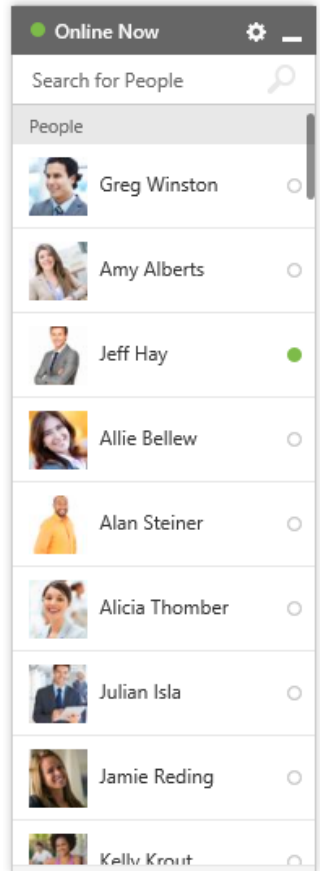 Online Now
Search for People
People
Greg Winston
Amy Alberts
Jeff Hay
Allie Bellew
Alan Steiner
Alicia Thomber
Julian Isla
Jamie Reding
Kelly Krout